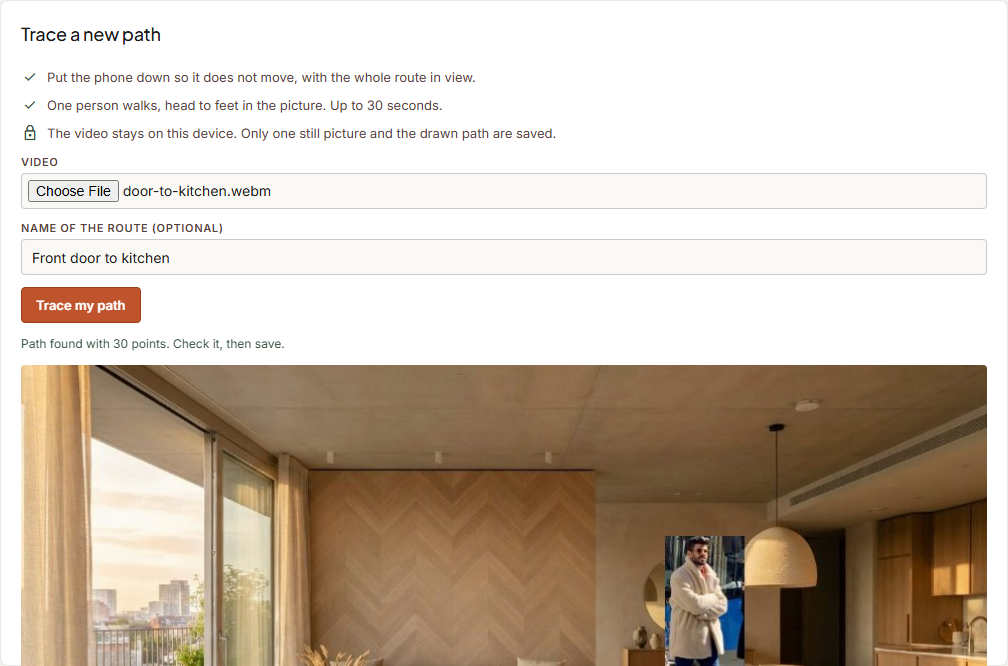 Trace a new path
Put the phone down so it does not move, with the whole route in view.
One person walks, head to feet in the picture. Up to 30 seconds.
The video stays on this device. Only one still picture and the drawn path are saved.
VIDEO
Choose File door-to-kitchen.webm
NAME OF THE ROUTE (OPTIONAL)
Front door to kitchen
Trace my path
Path found with 30 points. Check it, then save.